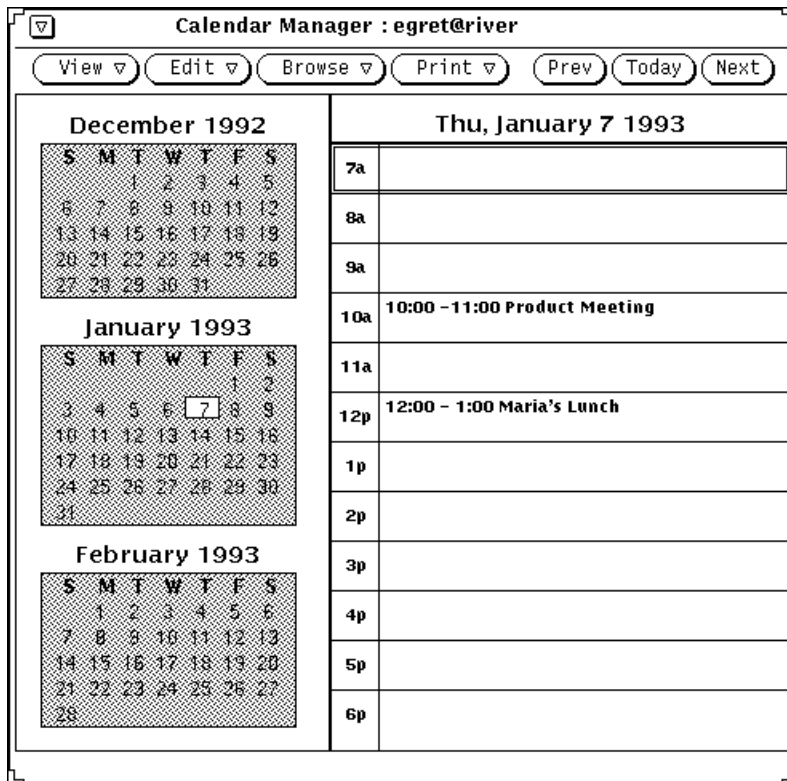 Calendar Manager : egret@river
View Edit Browse Print Prev Today Next
December 1992
S M T W T F S
1 2 3 4 5
6 7 8 9 10 11 12
13 14 15 16 17 18 19
20 21 22 23 24 25 26
27 28 29 30 31
January 1993
S M T W T F S
1 2
3 4 5 6 7 8 9
10 11 12 13 14 15 16
17 18 19 20 21 22 23
24 25 26 27 28 29 30
31
February 1993
S M T W T F S
1 2 3 4 5 6
7 8 9 10 11 12 13
14 15 16 17 18 19 20
21 22 23 24 25 26 27
28
Thu, January 7 1993
7a
8a
9a
10a 10:00 -11:00 Product Meeting
11a
12p 12:00 - 1:00 Maria's Lunch
1p
2p
3p
4p
5p
6p